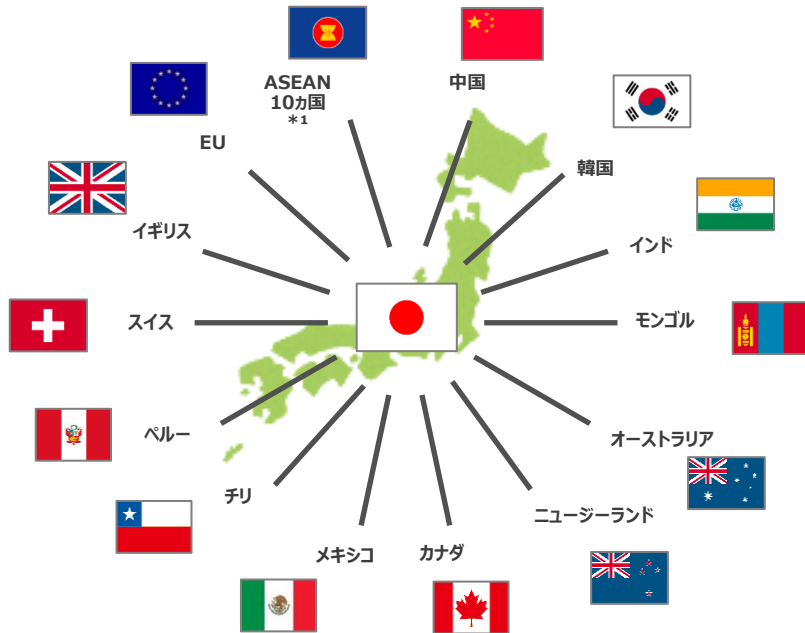 ASEAN
10ヵ国
*1
中国
EU
韓国
イギリス
インド
スイス
モンゴル
ペルー
オーストラリア
チリ
ニュージーランド
メキシコ
カナダ